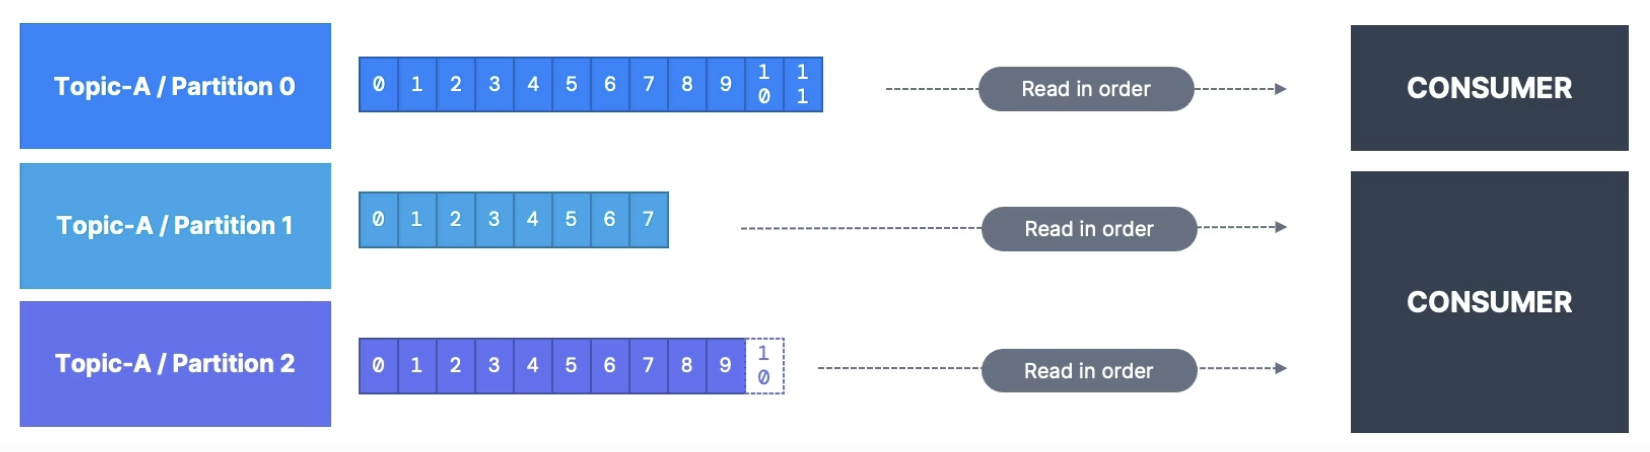 Topic-A / Partition 0
0 1 2 3 4 5 6 7 8 9 10 11
Read in order
CONSUMER
Topic-A / Partition 1
0 1 2 3 4 5 6 7
Read in order
Topic-A / Partition 2
0 1 2 3 4 5 6 7 8 9 10
Read in order
CONSUMER